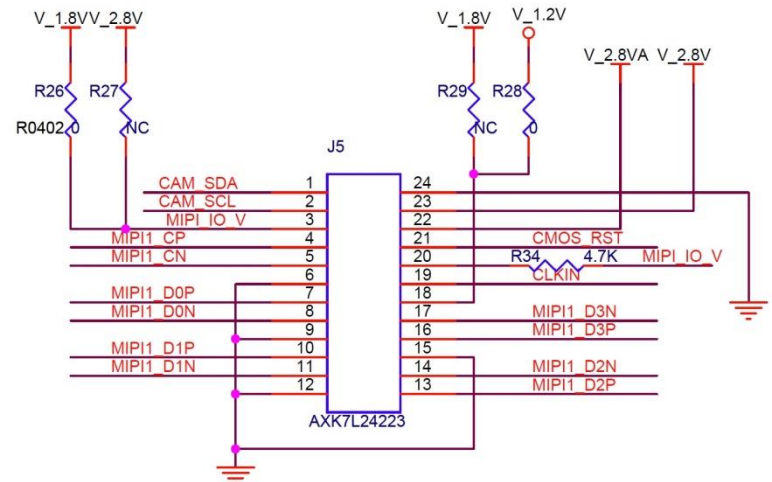 V_1.8V V_2.8V
V_1.8V
V_1.2V
V_2.8VA V_2.8V
R26
R27
R29
R28
R0402 0
NC
NC
0
J5
CAM_SDA 1
CAM_SCL 2
MIPI_IO_V 3
MIPI1_CP 4
MIPI1_CN 5
6
MIPI1_D0P 7
MIPI1_D0N 8
9
MIPI1_D1P 10
MIPI1_D1N 11
12
24
23
22
21 CMOS_RST
20 R34 4.7K MIPI_IO_V
19 CLKIN
18
17 MIPI1_D3N
16 MIPI1_D3P
15
14 MIPI1_D2N
13 MIPI1_D2P
AXK7L24223